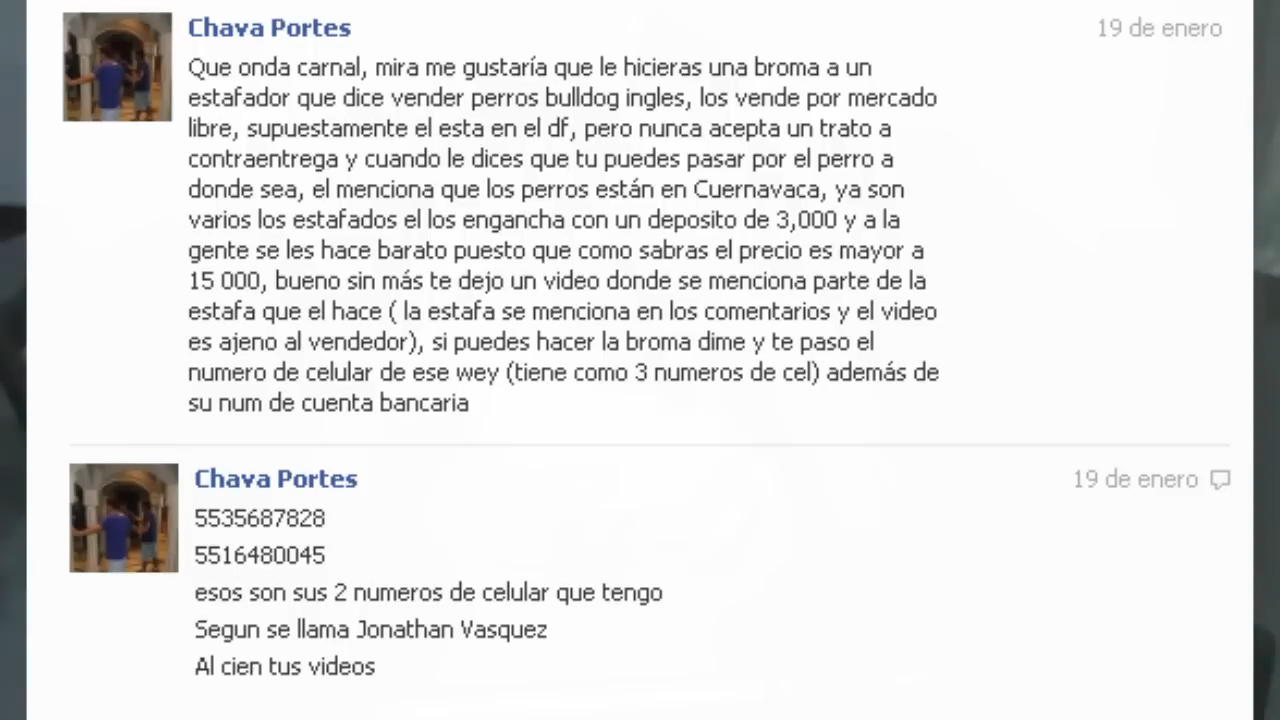 Chava Portes
19 de enero
Que onda carnal, mira me gustaría que le hicieras una broma a un
estafador que dice vender perros bulldog ingles, los vende por mercado
libre, supuestamente el esta en el df, pero nunca acepta un trato a
contraentrega y cuando le dices que tu puedes pasar por el perro a
donde sea, el menciona que los perros están en Cuernavaca, ya son
varios los estafados el los engancha con un deposito de 3,000 y a la
gente se les hace barato puesto que como sabras el precio es mayor a
15 000, bueno sin más te dejo un video donde se menciona parte de la
estafa que el hace ( la estafa se menciona en los comentarios y el video
es ajeno al vendedor), si puedes hacer la broma dime y te paso el
numero de celular de ese wey (tiene como 3 numeros de cel) además de
su num de cuenta bancaria
Chava Portes
19 de enero
5535687828
5516480045
esos son sus 2 numeros de celular que tengo
Segun se llama Jonathan Vasquez
Al cien tus videos